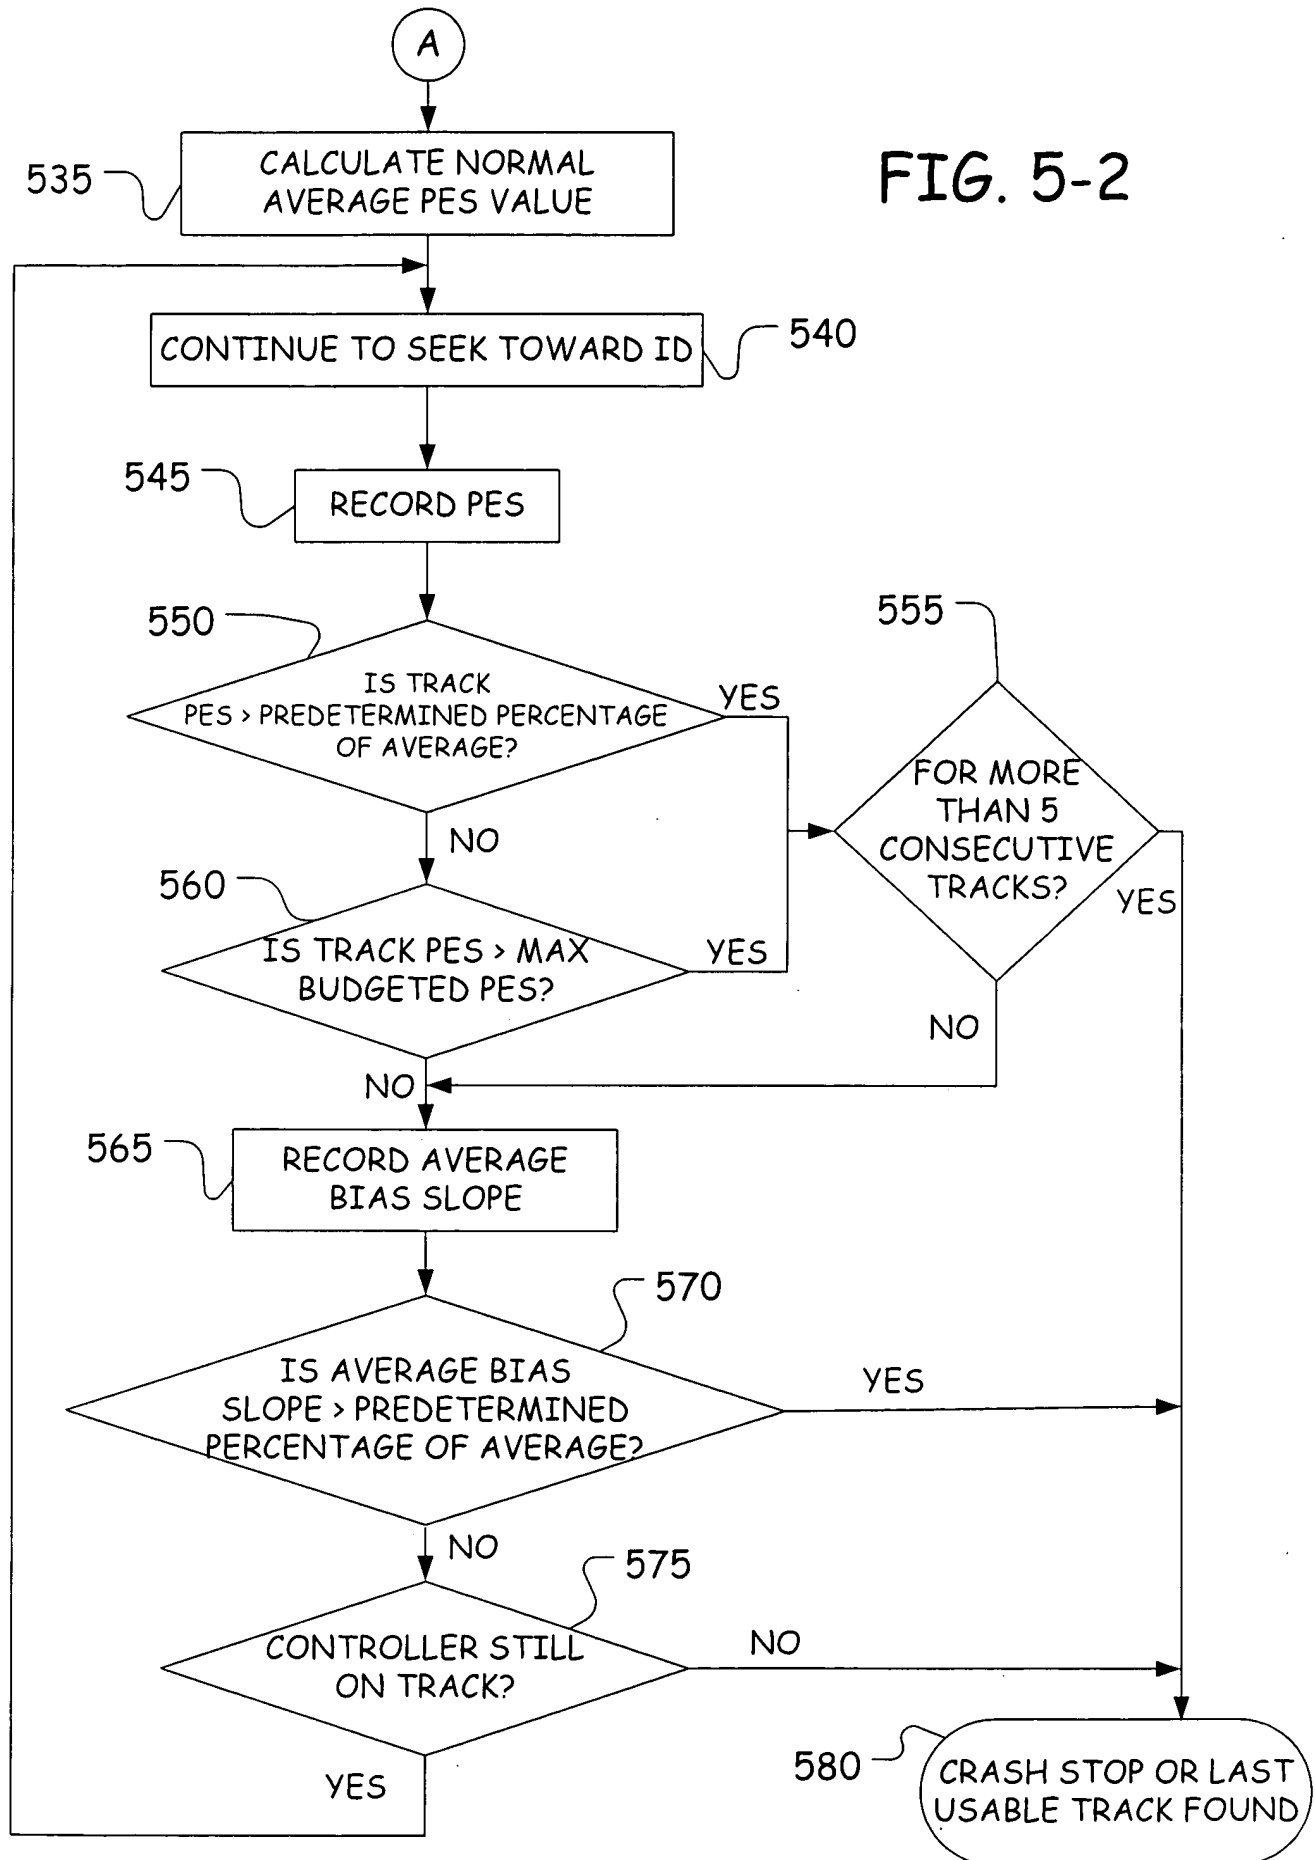 A
FIG. 5-2
535
CALCULATE NORMAL
AVERAGE PES VALUE
540
CONTINUE TO SEEK TOWARD ID
545
RECORD PES
550
IS TRACK
PES > PREDETERMINED PERCENTAGE
OF AVERAGE?
YES
NO
555
FOR MORE
THAN 5
CONSECUTIVE
TRACKS?
YES
NO
560
IS TRACK PES > MAX
BUDGETED PES?
YES
NO
565
RECORD AVERAGE
BIAS SLOPE
570
IS AVERAGE BIAS
SLOPE > PREDETERMINED
PERCENTAGE OF AVERAGE?
YES
NO
575
CONTROLLER STILL
ON TRACK?
NO
YES
580
CRASH STOP OR LAST
USABLE TRACK FOUND